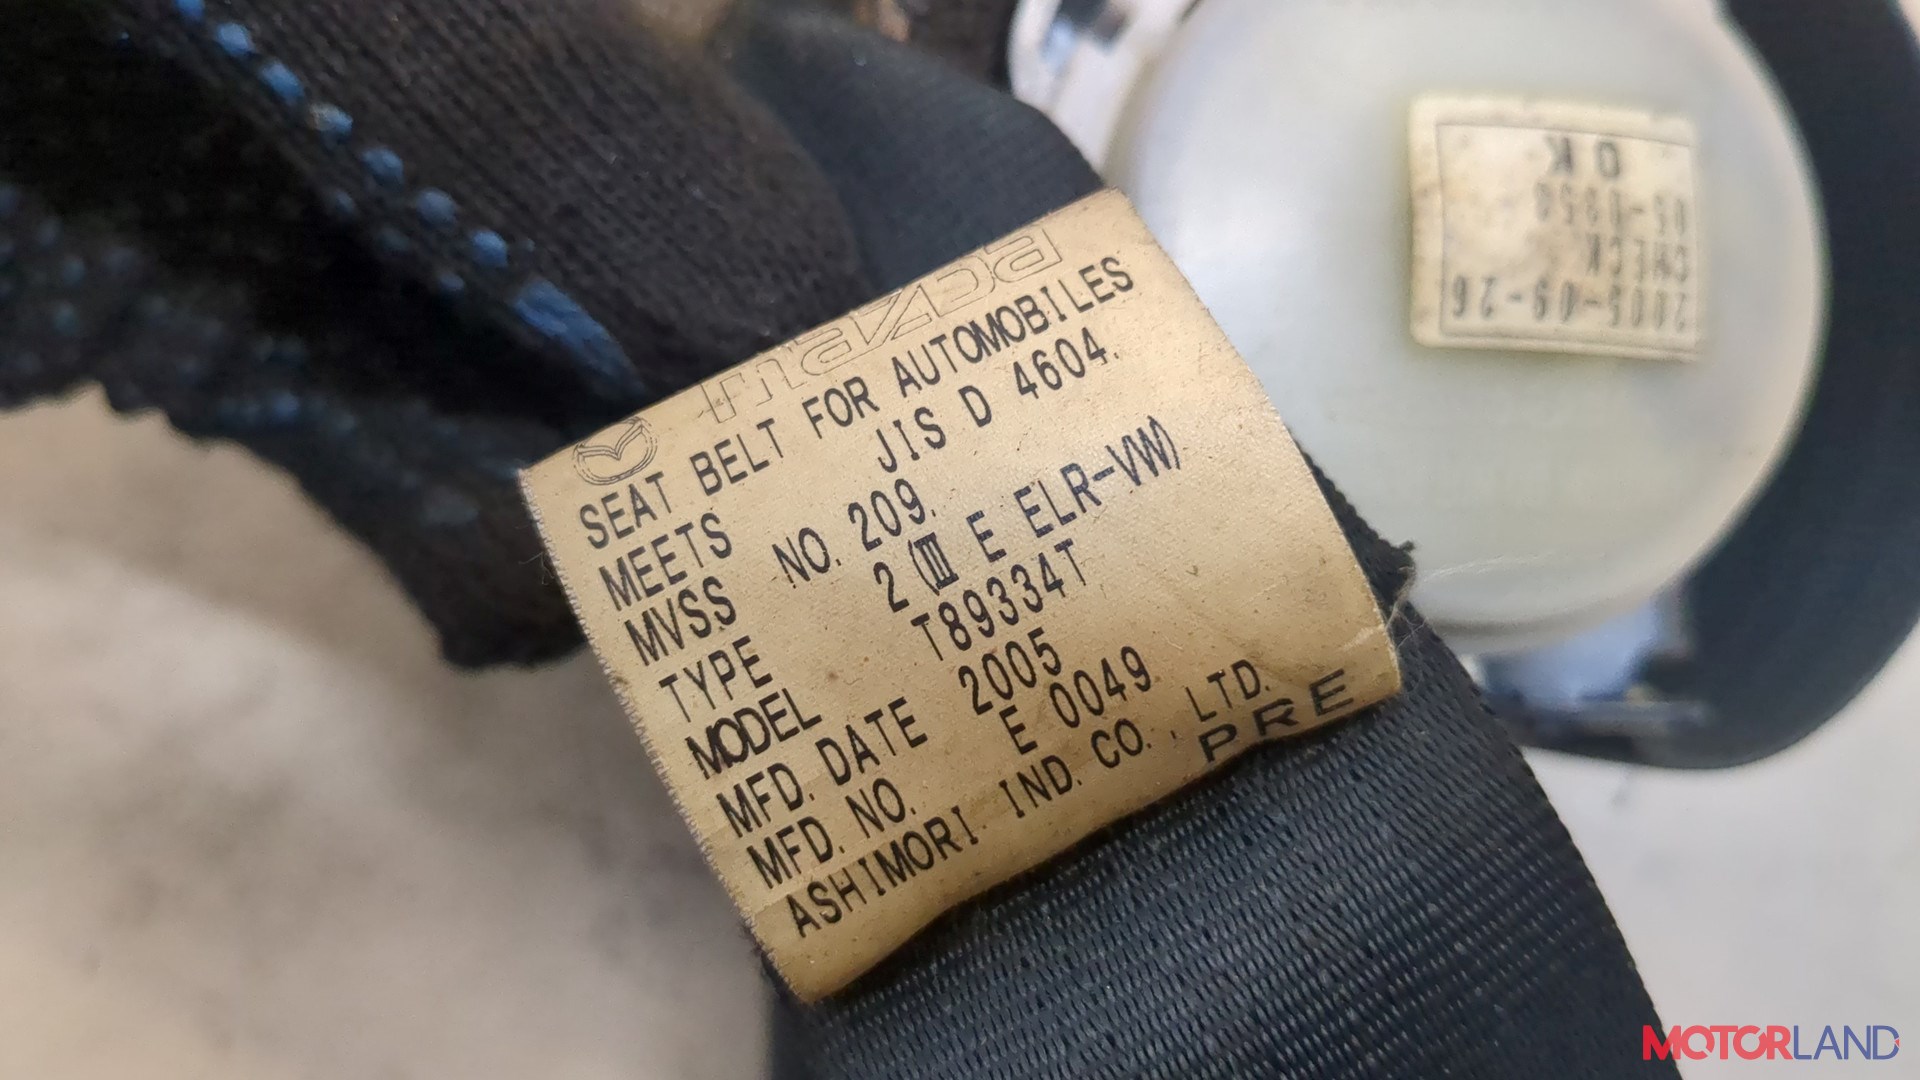 SEAT BELT FOR AUTOMOBILES
MEETS JIS D 4604.
MVSS NO. 209.
TYPE 2 (Ⅲ E ELR-VW)
MODEL T89334T
MFD. DATE 2005
MFD. NO. E 0049
ASHIMORI IND. CO., LTD.
PRE
2005-09-26
CHECK
OK
MOTORLAND